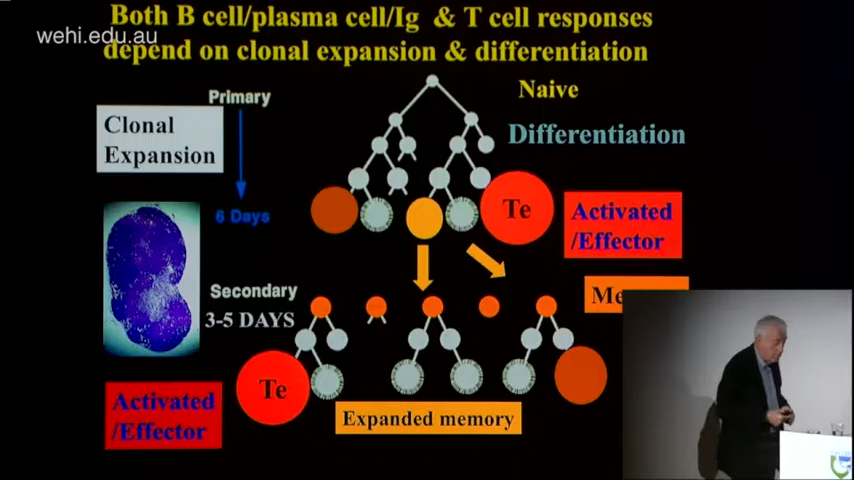 Both B cell/plasma cell/Ig & T cell responses
wehi.edu.au
depend on clonal expansion & differentiation
Primary
Naive
Clonal
Expansion
Differentiation
6 Days
Te
Activated
/Effector
Secondary
3-5 DAYS
Te
Activated
/Effector
Expanded memory